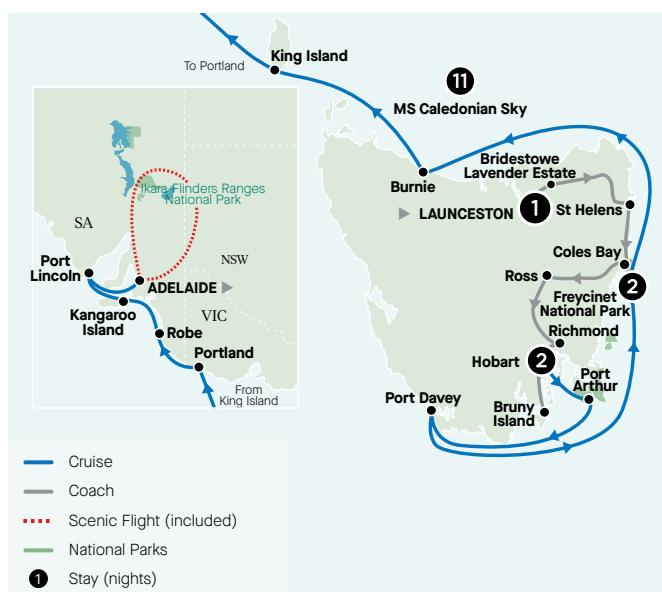 King Island
To Portland
11
MS Caledonian Sky
Bridestowe
Lavender Estate
Burnie
LAUNCESTON
1
St Helens
Ikara Flinders Ranges
National Park
SA
NSW
Port
Lincoln
ADELAIDE
Kangaroo
Island
VIC
Robe
Portland
From
King Island
Coles Bay
Ross
2
Freycinet
National Park
Richmond
Hobart
2
Port
Arthur
Port Davey
Bruny
Island
Cruise
Coach
Scenic Flight (included)
National Parks
1
Stay (nights)